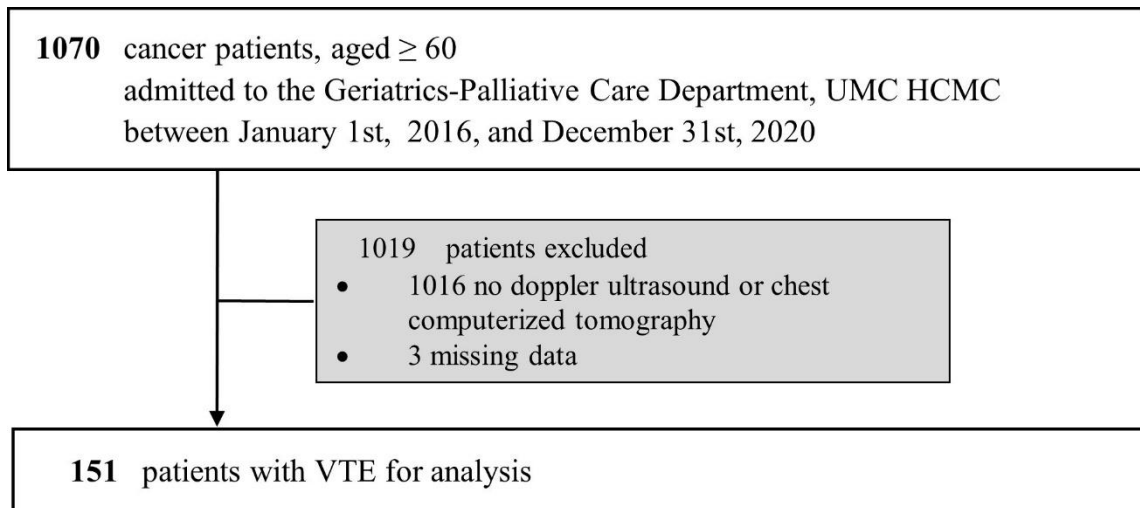 1070 cancer patients, aged ≥ 60
admitted to the Geriatrics-Palliative Care Department, UMC HCMC
between January 1st, 2016, and December 31st, 2020
1019 patients excluded
• 1016 no doppler ultrasound or chest
computerized tomography
• 3 missing data
151 patients with VTE for analysis